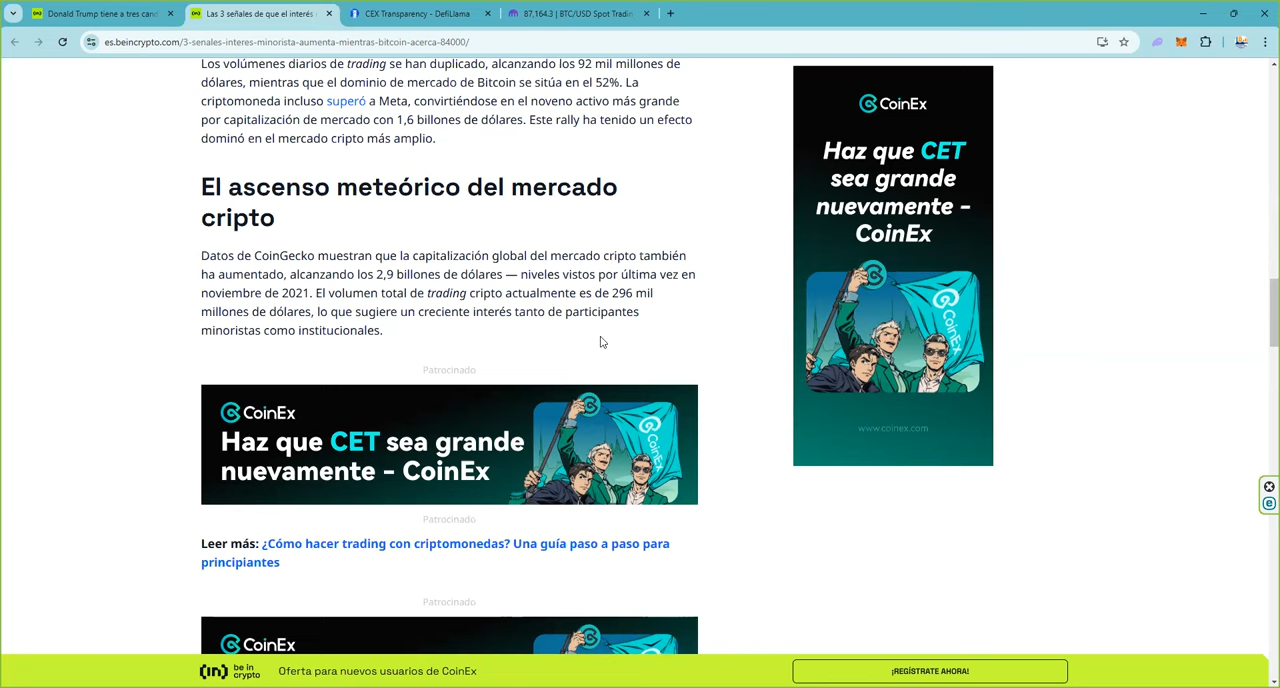 Donald Trump tiene a tres cand
Las 3 señales de que el interés
CEX Transparency - DefiLlama
87,164.3 | BTC/USD Spot Tradin
es.beincrypto.com/3-senales-interes-minorista-aumenta-mientras-bitcoin-acerca-84000/
Los volúmenes diarios de trading se han duplicado, alcanzando los 92 mil millones de
dólares, mientras que el dominio de mercado de Bitcoin se sitúa en el 52%. La
criptomoneda incluso superó a Meta, convirtiéndose en el noveno activo más grande
por capitalización de mercado con 1,6 billones de dólares. Este rally ha tenido un efecto
dominó en el mercado cripto más amplio.
El ascenso meteórico del mercado
cripto
Datos de CoinGecko muestran que la capitalización global del mercado cripto también
ha aumentado, alcanzando los 2,9 billones de dólares — niveles vistos por última vez en
noviembre de 2021. El volumen total de trading cripto actualmente es de 296 mil
millones de dólares, lo que sugiere un creciente interés tanto de participantes
minoristas como institucionales.
Patrocinado
CoinEx
Haz que CET sea grande
nuevamente - CoinEx
CoinEx
Patrocinado
Leer más: ¿Cómo hacer trading con criptomonedas? Una guía paso a paso para
principiantes
Patrocinado
CoinEx
CoinEx
Haz que CET
sea grande
nuevamente -
CoinEx
CoinEx
www.coinex.com
be in
crypto
Oferta para nuevos usuarios de CoinEx
¡REGÍSTRATE AHORA!